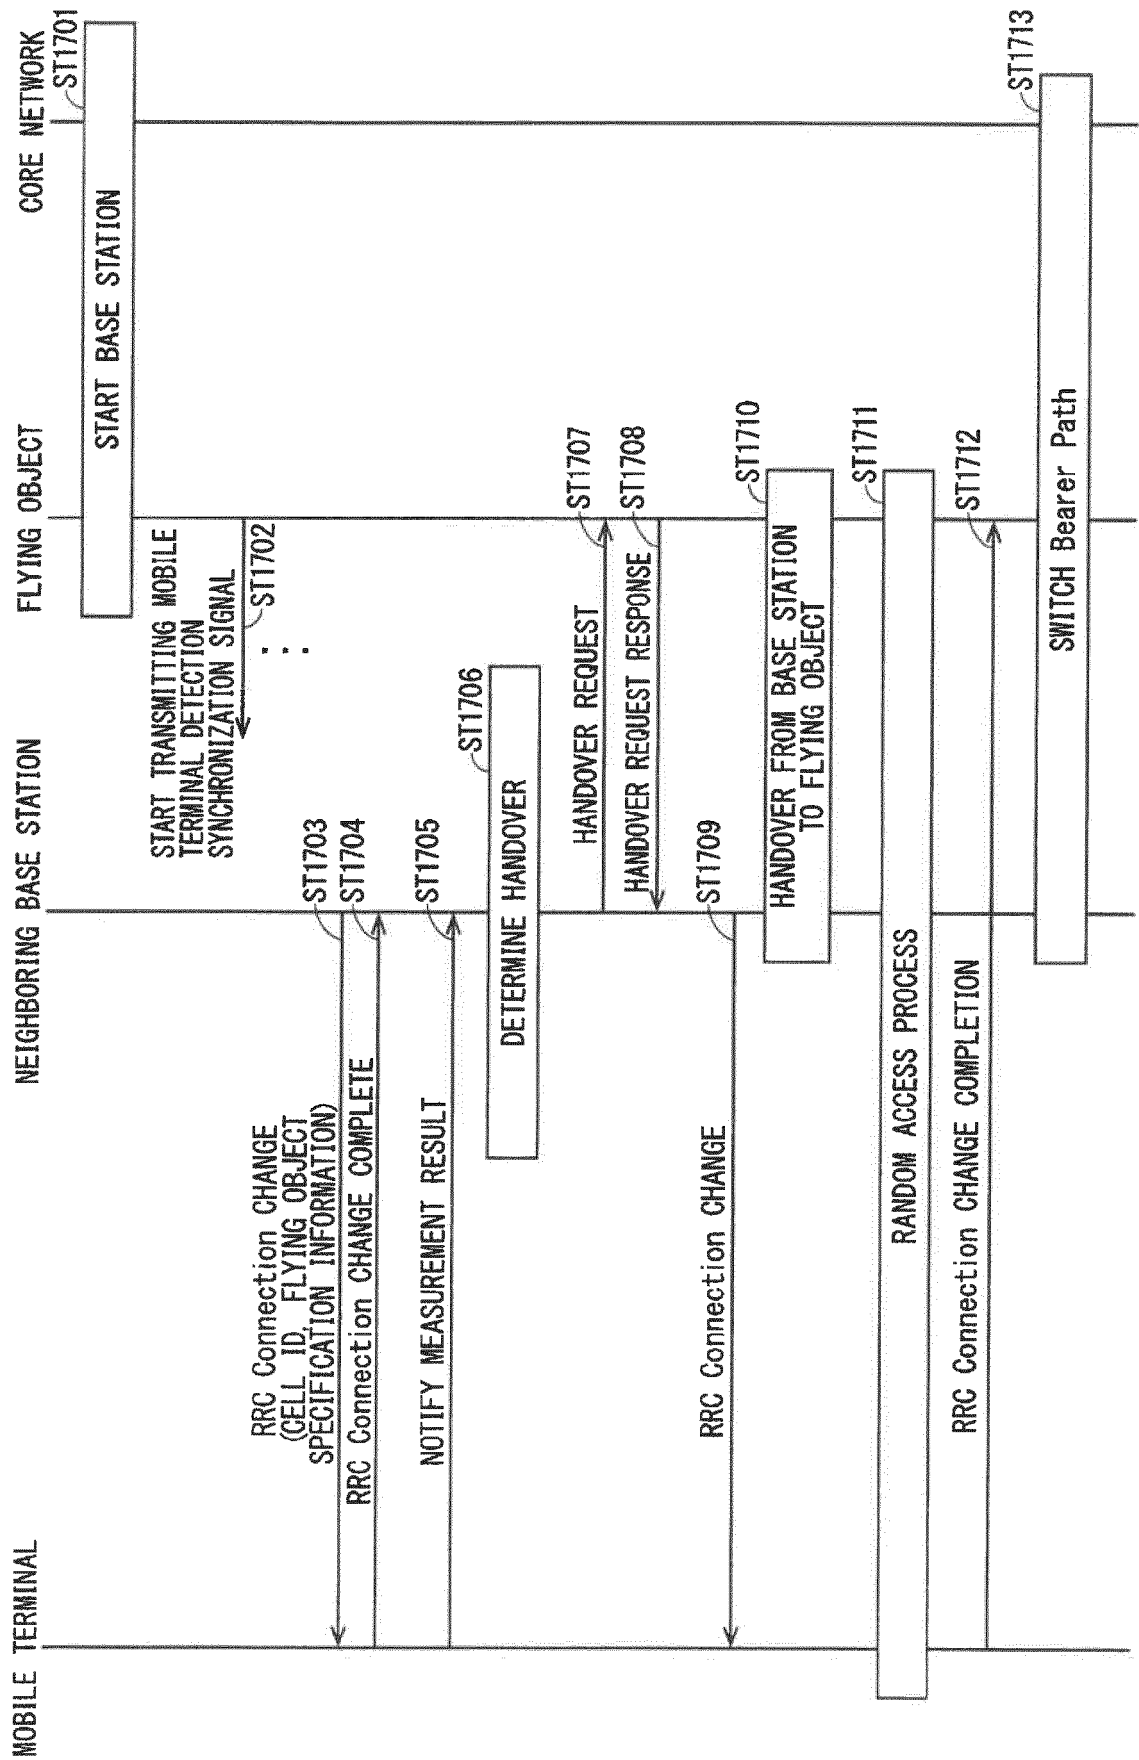 MOBILE TERMINAL
NEIGHBORING BASE STATION
FLYING OBJECT
CORE NETWORK
ST1701
START BASE STATION
START TRANSMITTING MOBILE
TERMINAL DETECTION
SYNCHRONIZATION SIGNAL
ST1702
...
RRC Connection CHANGE
(CELL ID, FLYING OBJECT
SPECIFICATION INFORMATION)
ST1703
RRC Connection CHANGE COMPLETE
ST1704
NOTIFY MEASUREMENT RESULT
ST1705
ST1706
DETERMINE HANDOVER
HANDOVER REQUEST
ST1707
HANDOVER REQUEST RESPONSE
ST1708
RRC Connection CHANGE
ST1709
ST1710
HANDOVER FROM BASE STATION
TO FLYING OBJECT
ST1711
RANDOM ACCESS PROCESS
RRC Connection CHANGE COMPLETION
ST1712
ST1713
SWITCH Bearer Path